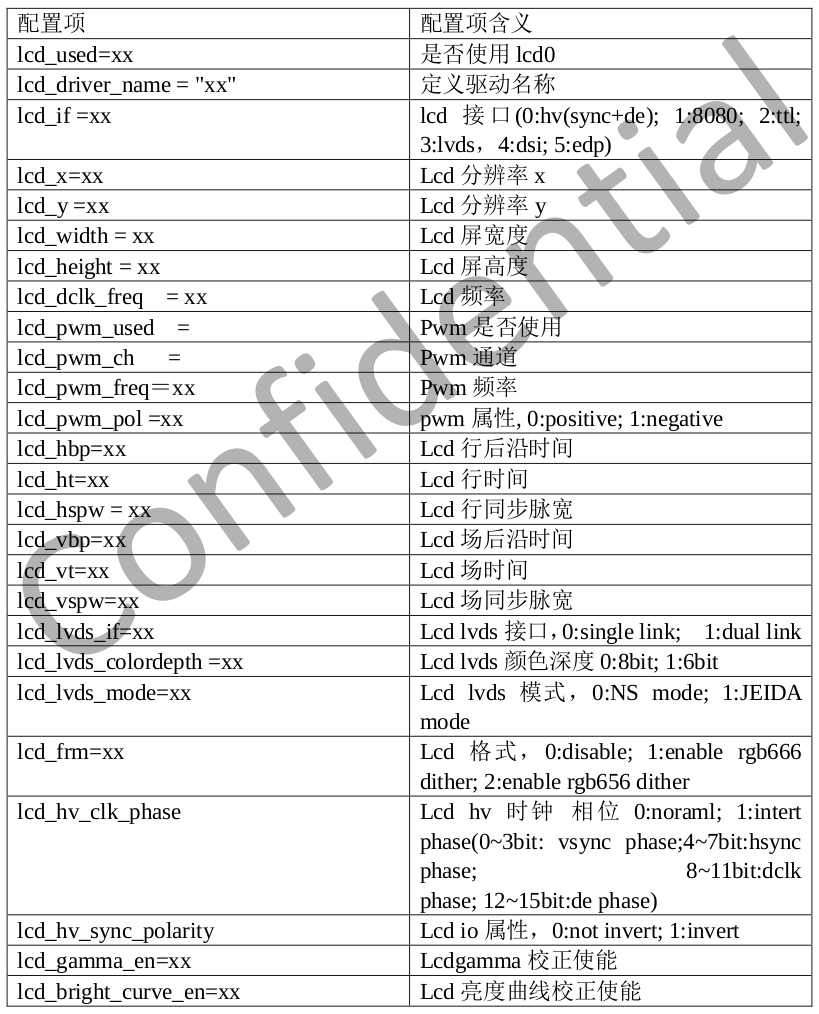 配置项 配置项含义
lcd_used=xx 是否使用 lcd0
lcd_driver_name = "xx" 定义驱动名称
lcd_if =xx lcd 接口(0:hv(sync+de); 1:8080; 2:ttl;
3:lvds，4:dsi; 5:edp)
lcd_x=xx Lcd 分辨率 x
lcd_y =xx Lcd 分辨率 y
lcd_width = xx Lcd 屏宽度
lcd_height = xx Lcd 屏高度
lcd_dclk_freq = xx Lcd 频率
lcd_pwm_used = Pwm 是否使用
lcd_pwm_ch = Pwm 通道
lcd_pwm_freq＝xx Pwm 频率
lcd_pwm_pol =xx pwm 属性, 0:positive; 1:negative
lcd_hbp=xx Lcd 行后沿时间
lcd_ht=xx Lcd 行时间
lcd_hspw = xx Lcd 行同步脉宽
lcd_vbp=xx Lcd 场后沿时间
lcd_vt=xx Lcd 场时间
lcd_vspw=xx Lcd 场同步脉宽
lcd_lvds_if=xx Lcd lvds 接口，0:single link; 1:dual link
lcd_lvds_colordepth =xx Lcd lvds 颜色深度 0:8bit; 1:6bit
lcd_lvds_mode=xx Lcd lvds 模式，0:NS mode; 1:JEIDA
mode
lcd_frm=xx Lcd 格式，0:disable; 1:enable rgb666
dither; 2:enable rgb656 dither
lcd_hv_clk_phase Lcd hv 时钟 相位 0:noraml; 1:intert
phase(0~3bit: vsync phase;4~7bit:hsync
phase; 8~11bit:dclk
phase; 12~15bit:de phase)
lcd_hv_sync_polarity Lcd io 属性，0:not invert; 1:invert
lcd_gamma_en=xx Lcdgamma 校正使能
lcd_bright_curve_en=xx Lcd 亮度曲线校正使能
Confidential